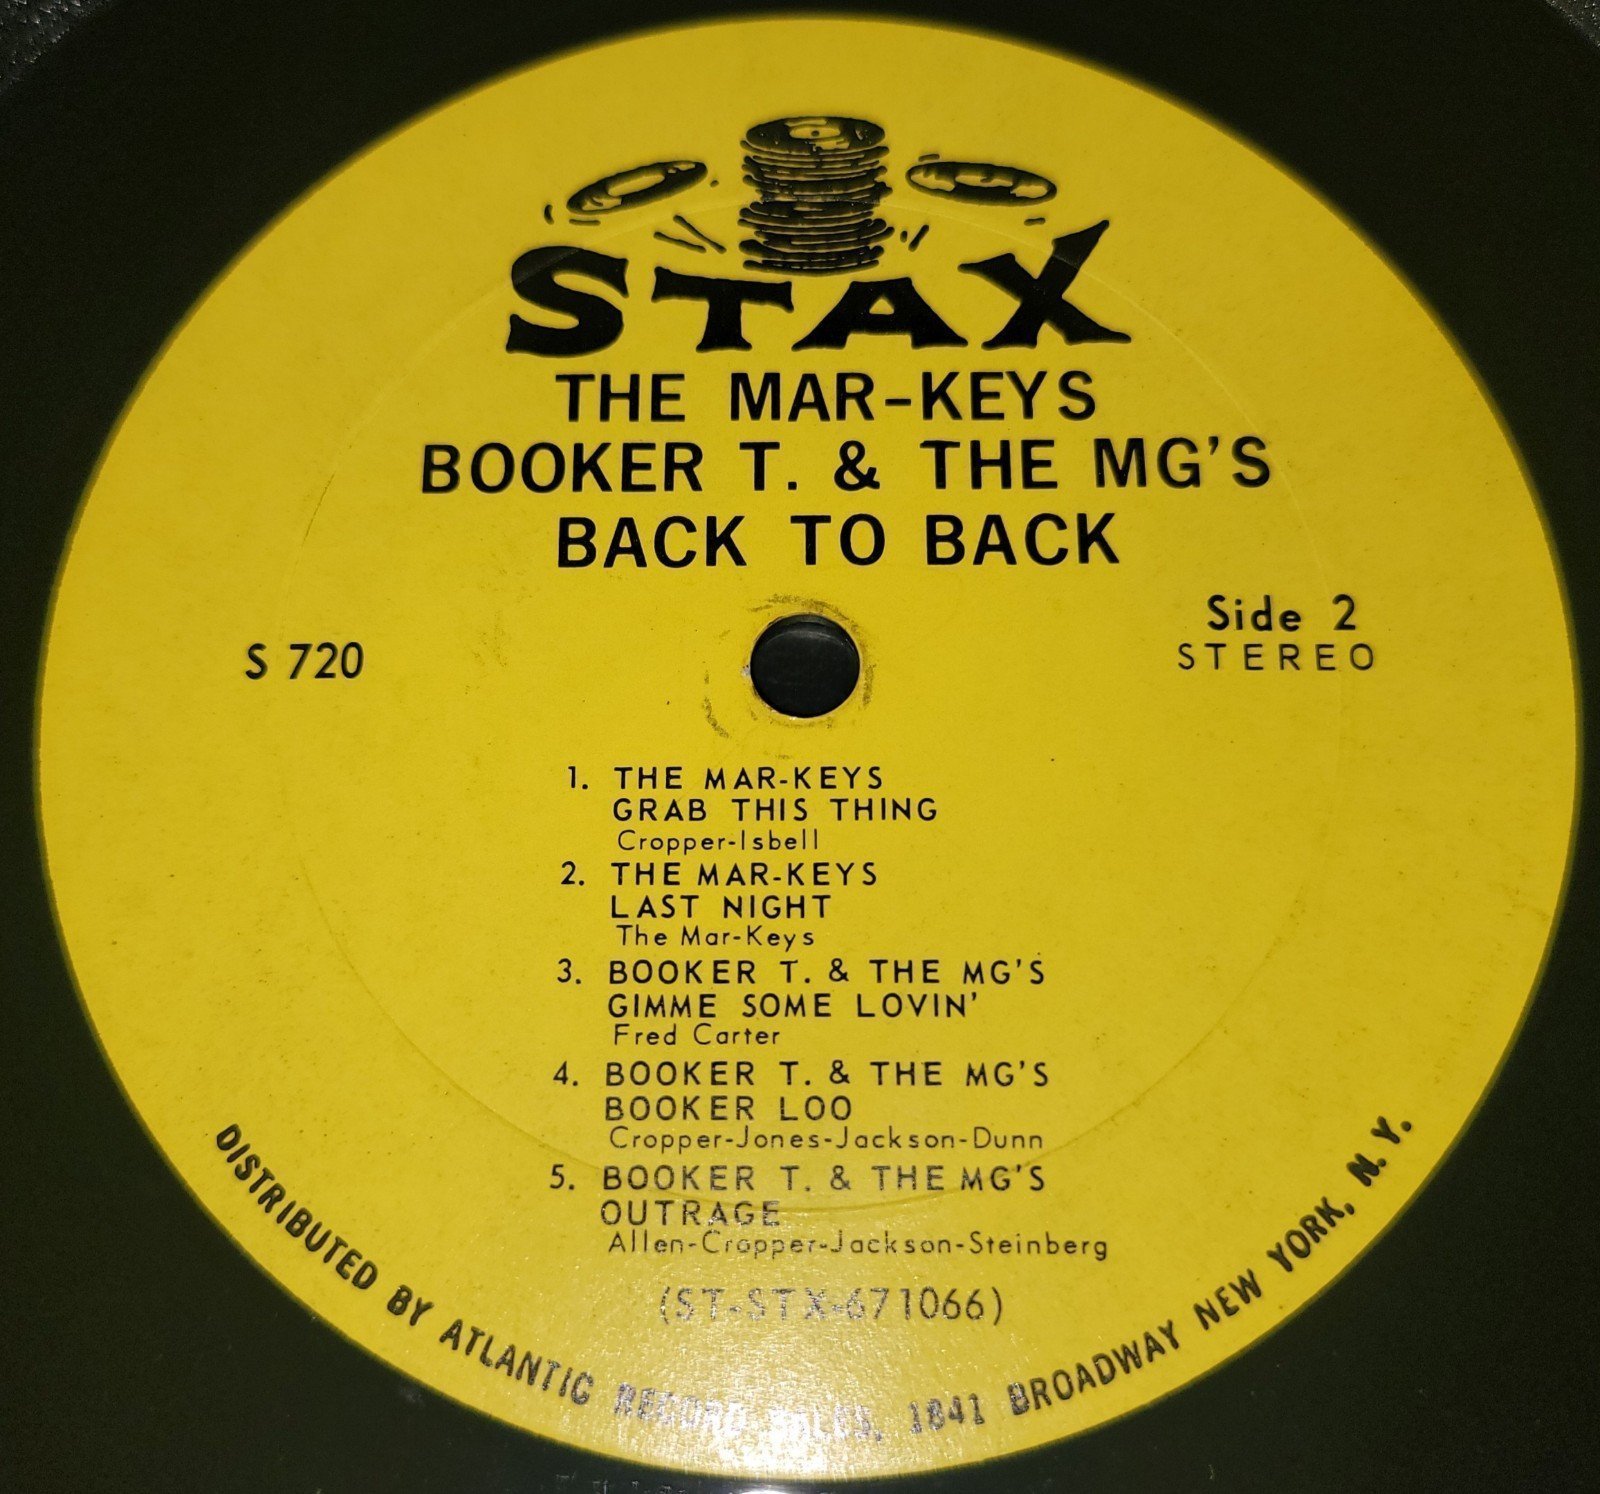 STAX
THE MAR-KEYS
BOOKER T. & THE MG'S
BACK TO BACK
S 720
Side 2
STEREO
1. THE MAR-KEYS
GRAB THIS THING
Cropper-Isbell
2. THE MAR-KEYS
LAST NIGHT
The Mar-Keys
3. BOOKER T. & THE MG'S
GIMME SOME LOVIN'
Fred Carter
4. BOOKER T. & THE MG'S
BOOKER LOO
Cropper-Jones-Jackson-Dunn
5. BOOKER T. & THE MG'S
OUTRAGE
Allen-Cropper-Jackson-Steinberg
(ST-STX-671066)
DISTRIBUTED BY ATLANTIC RECORD SALES, 1841 BROADWAY NEW YORK, N. Y.